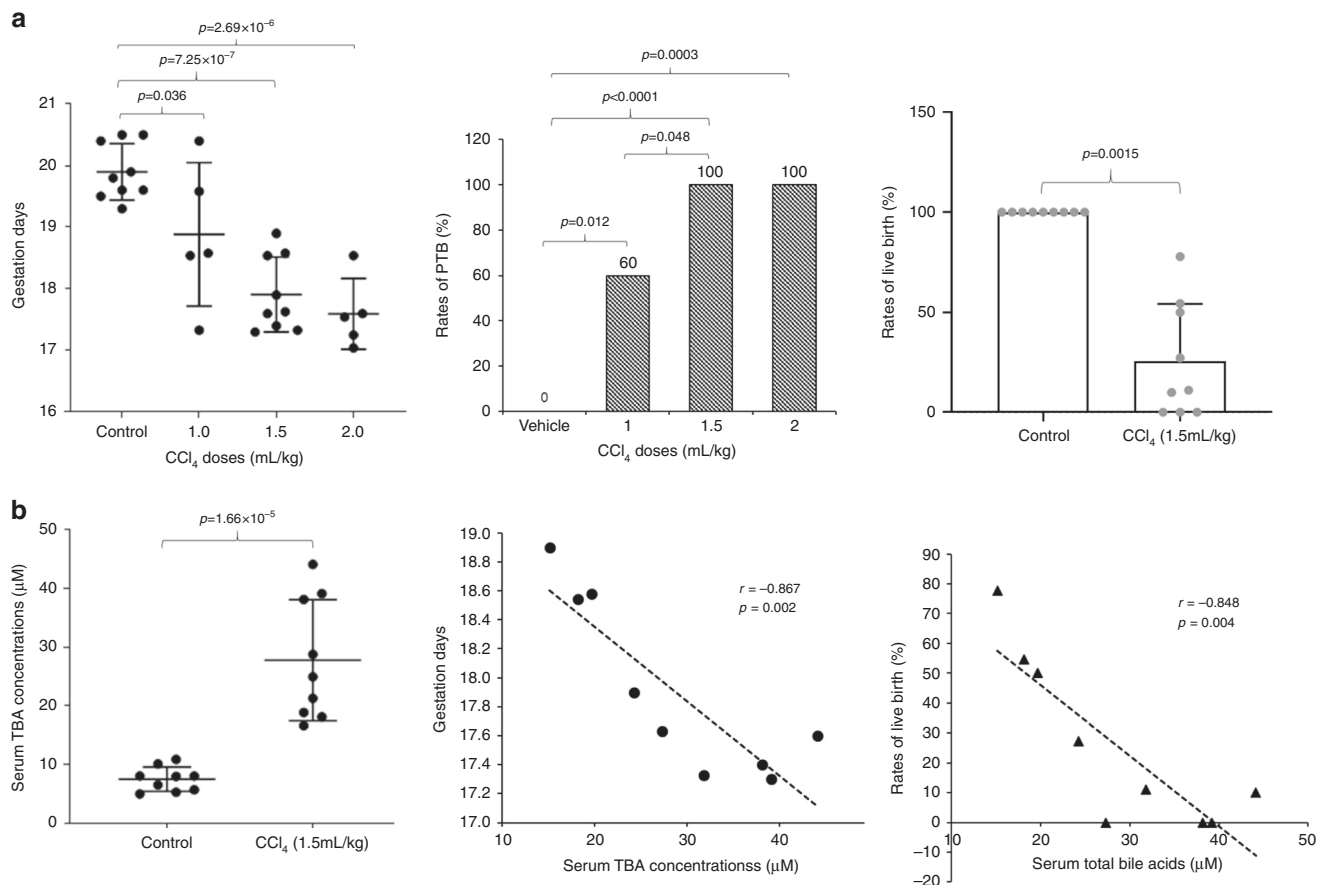 a
p=2.69×10⁻⁶
p=7.25×10⁻⁷
p=0.036
21
20
19
18
17
16
Gestation days
Control 1.0 1.5 2.0
CCl₄ doses (mL/kg)
p=0.0003
p<0.0001
p=0.048
p=0.012
120
100
80
60
40
20
0
Rates of PTB (%)
0
60
100
100
Vehicle 1 1.5 2
CCl₄ doses (mL/kg)
p=0.0015
150
100
50
0
Rates of live birth (%)
Control CCl₄ (1.5mL/kg)
b
p=1.66×10⁻⁵
50
40
30
20
10
0
Serum TBA concentrations (μM)
Control CCl₄ (1.5mL/kg)
19.0
18.8
18.6
18.4
18.2
18.0
17.8
17.6
17.4
17.2
17.0
Gestation days
r = –0.867
p = 0.002
10 20 30 40
Serum TBA concentrationss (μM)
90
80
70
60
50
40
30
20
10
0
–10
–20
Rates of live birth (%)
r = –0.848
p = 0.004
10 20 30 40 50
Serum total bile acids (μM)